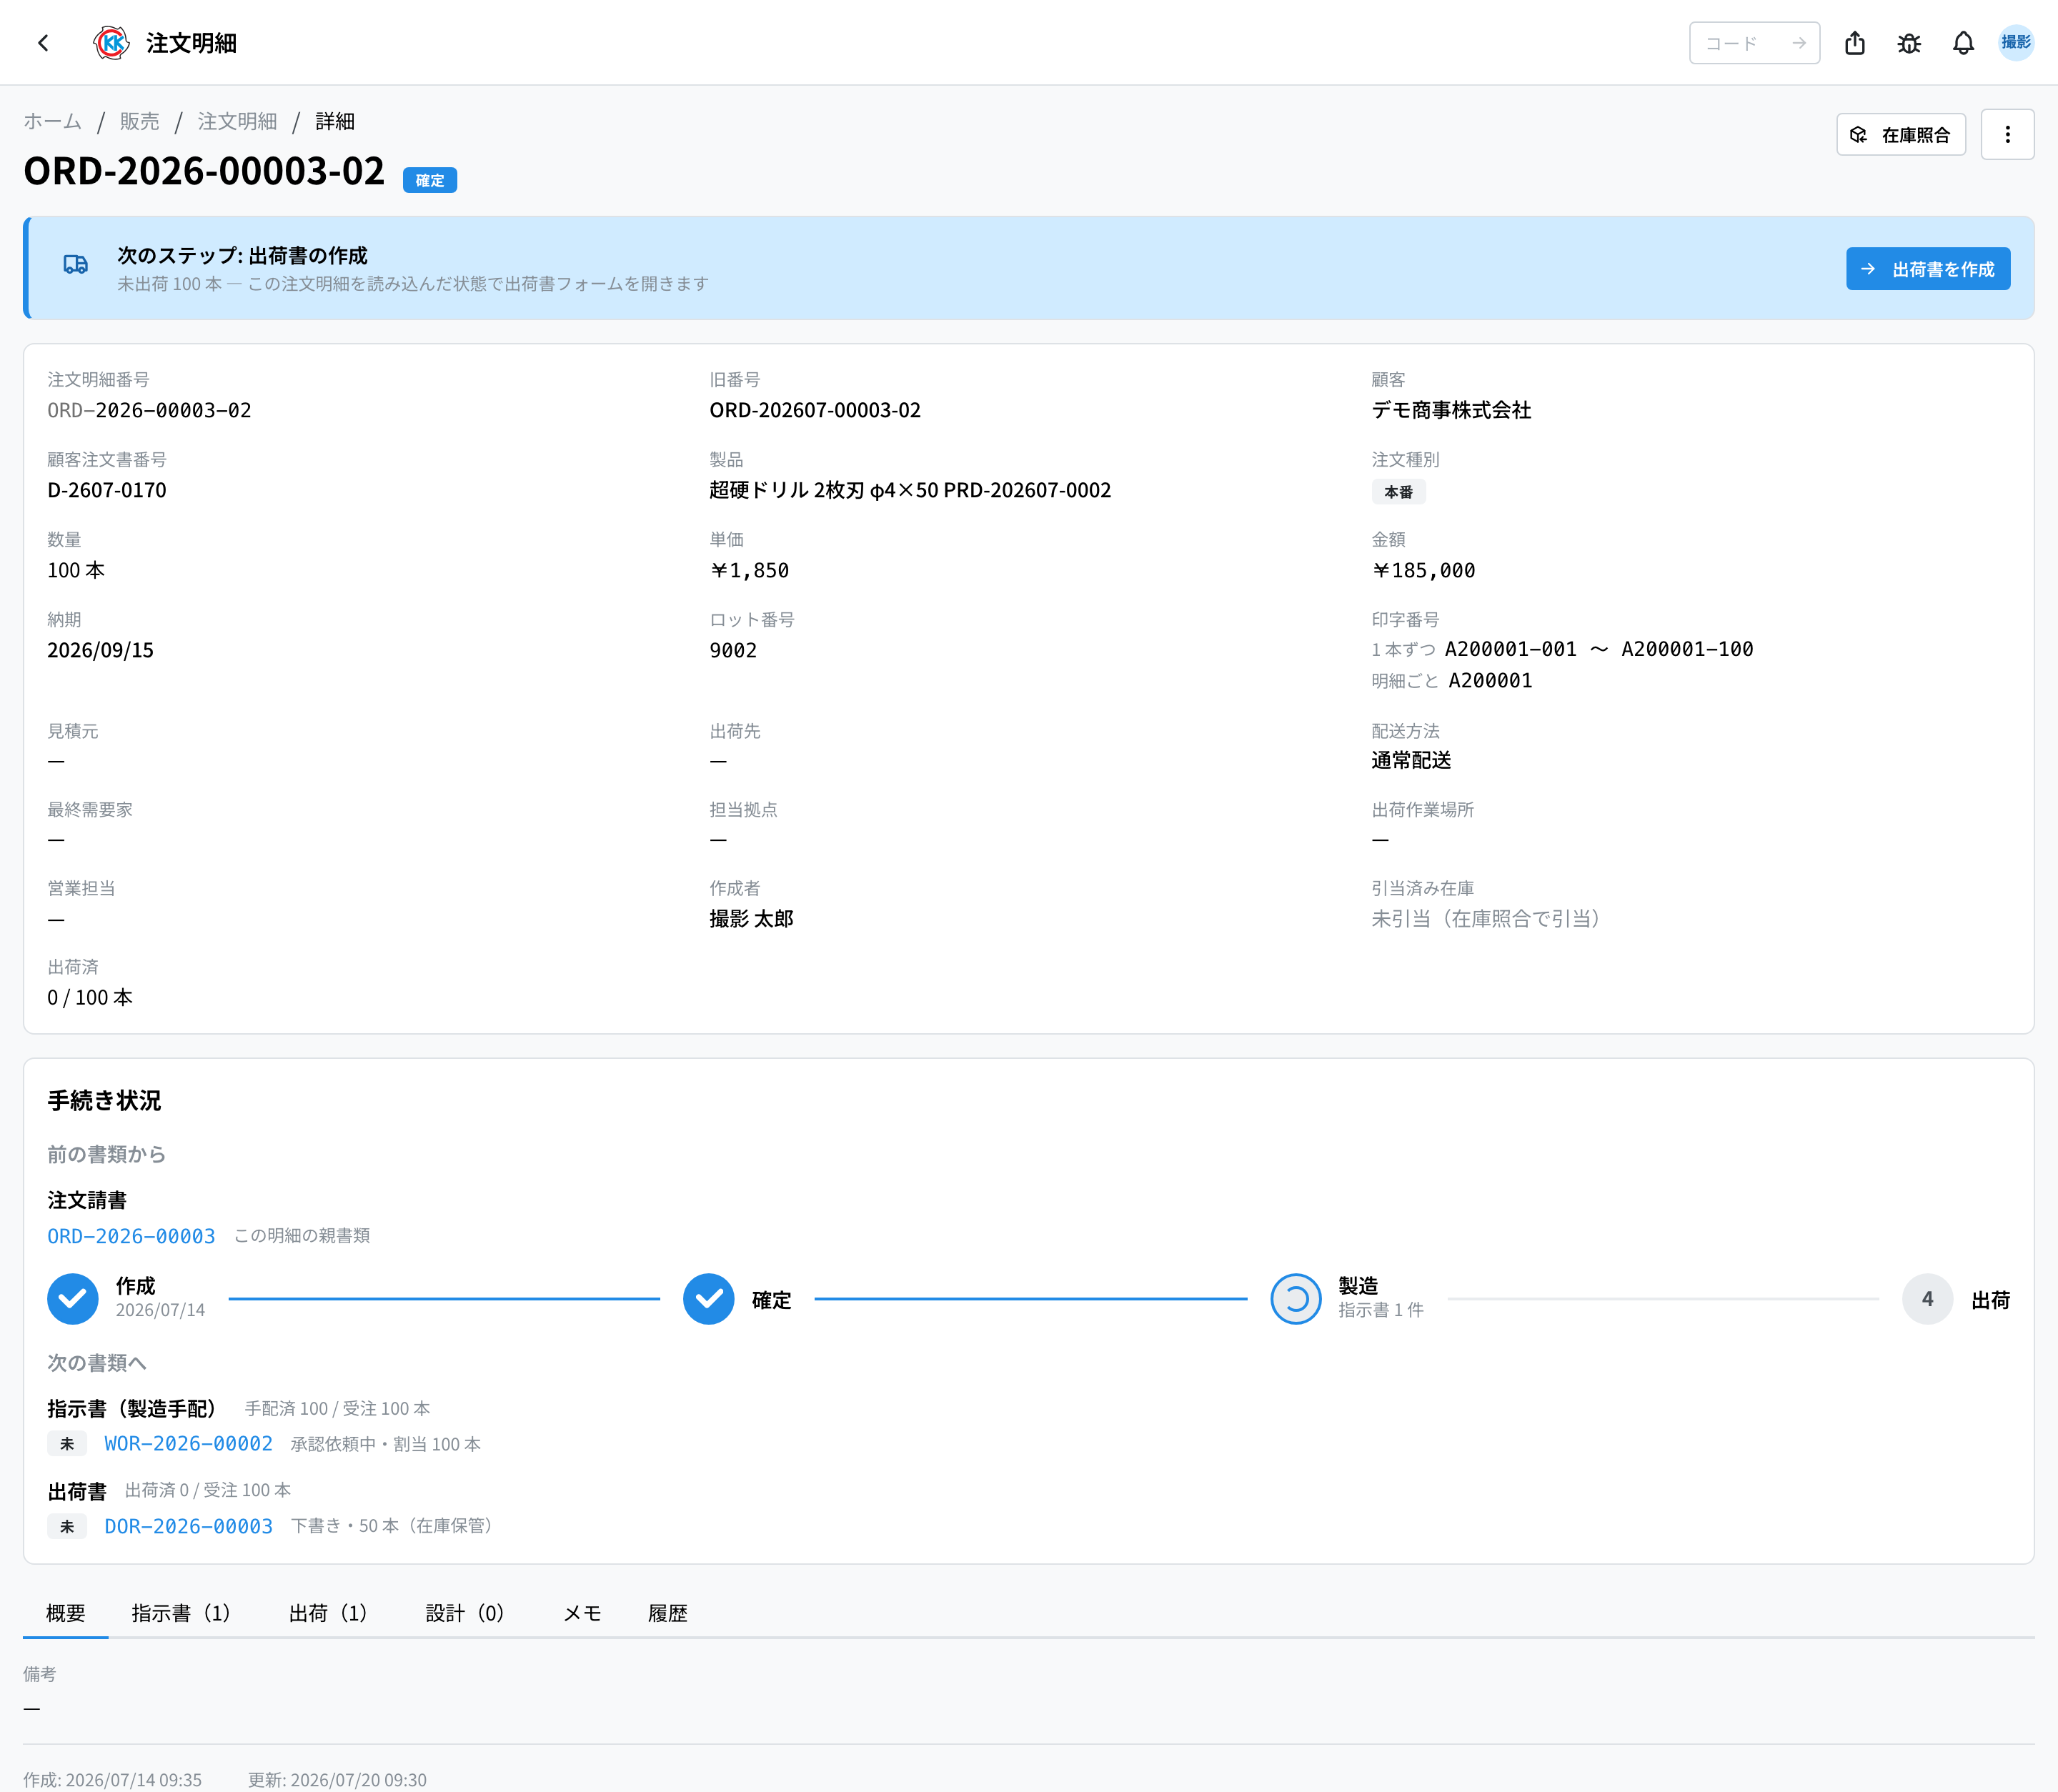 注文明細
コード
撮影
ホーム / 販売 / 注文明細 / 詳細
在庫照合
ORD-2026-00003-02 確定
次のステップ: 出荷書の作成
未出荷 100 本 — この注文明細を読み込んだ状態で出荷書フォームを開きます
出荷書を作成
注文明細番号
ORD-2026-00003-02
旧番号
ORD-202607-00003-02
顧客
デモ商事株式会社
顧客注文書番号
D-2607-0170
製品
超硬ドリル 2枚刃 φ4×50 PRD-202607-0002
注文種別
本番
数量
100 本
単価
¥1,850
金額
¥185,000
納期
2026/09/15
ロット番号
9002
印字番号
1 本ずつ A200001-001 〜 A200001-100
明細ごと A200001
見積元
—
出荷先
—
配送方法
通常配送
最終需要家
—
担当拠点
—
出荷作業場所
—
営業担当
—
作成者
撮影 太郎
引当済み在庫
未引当（在庫照合で引当）
出荷済
0 / 100 本
手続き状況
前の書類から
注文請書
ORD-2026-00003 この明細の親書類
作成
2026/07/14
確定
製造
指示書 1 件
4 出荷
次の書類へ
指示書（製造手配） 手配済 100 / 受注 100 本
未 WOR-2026-00002 承認依頼中・割当 100 本
出荷書 出荷済 0 / 受注 100 本
未 DOR-2026-00003 下書き・50 本（在庫保管）
概要 指示書（1） 出荷（1） 設計（0） メモ 履歴
備考
—
作成: 2026/07/14 09:35 更新: 2026/07/20 09:30